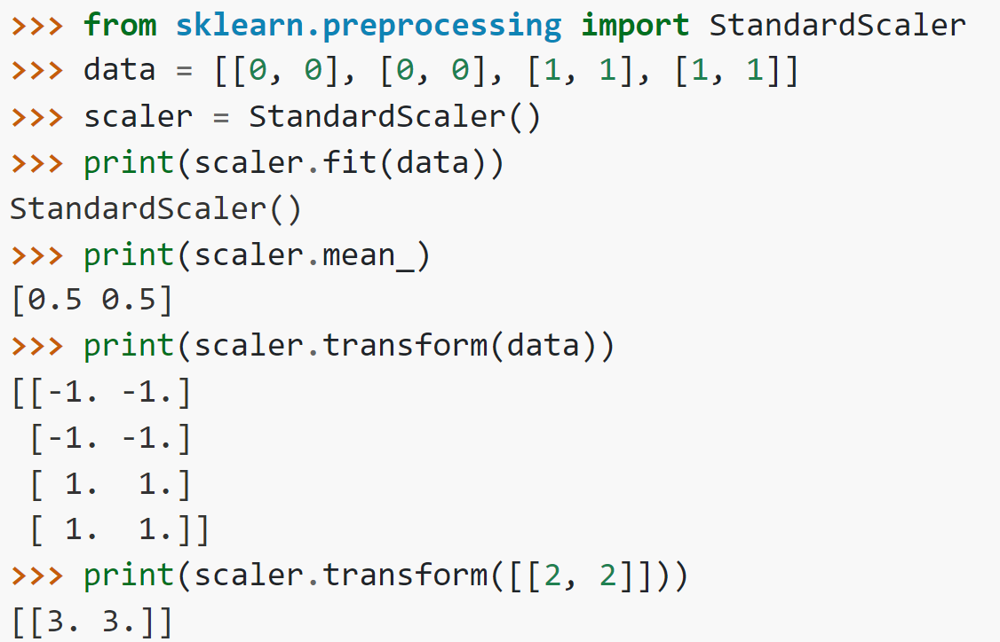 >>> from sklearn.preprocessing import StandardScaler
>>> data = [[0, 0], [0, 0], [1, 1], [1, 1]]
>>> scaler = StandardScaler()
>>> print(scaler.fit(data))
StandardScaler()
>>> print(scaler.mean_)
[0.5 0.5]
>>> print(scaler.transform(data))
[[-1. -1.]
 [-1. -1.]
 [ 1.  1.]
 [ 1.  1.]]
>>> print(scaler.transform([[2, 2]]))
[[3. 3.]]